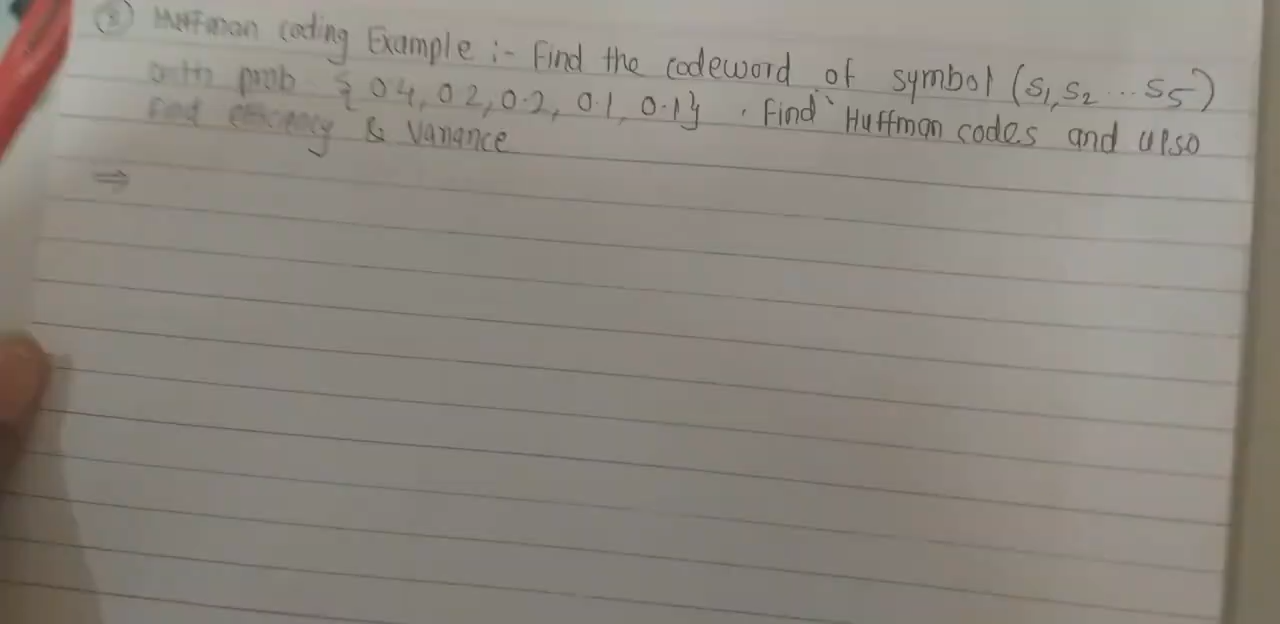 (8) Huffman coding Example :- Find the codeword of symbol (S1, S2 ... S5)
with prob {0.4, 0.2, 0.2, 0.1, 0.1} . Find Huffman codes and also
find efficiency & Variance
⇒